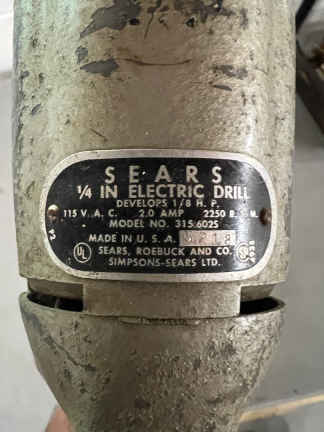 SEARS
1/4 IN ELECTRIC DRILL
DEVELOPS 1/8 H. P.
115 V. A. C. 2.0 AMP 2250 R. P. M.
MODEL NO. 315.6025
MADE IN U. S. A.
UL SEARS, ROEBUCK AND CO.
SIMPSONS-SEARS LTD.